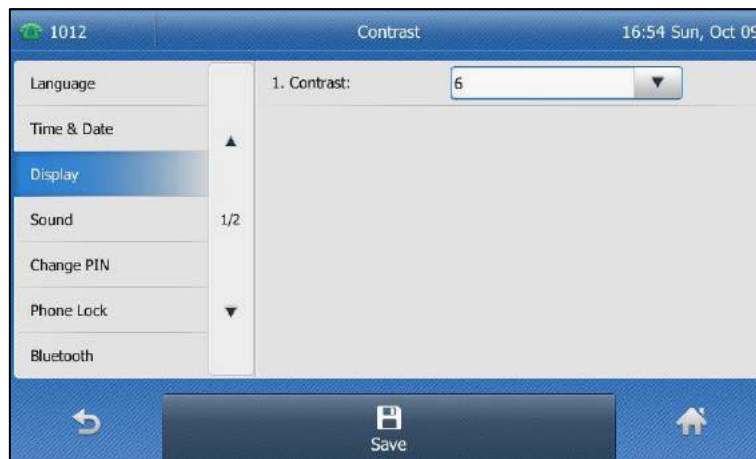 1012 Contrast 16:54 Sun, Oct 09
Language
1. Contrast: 6
Time & Date
Display
Sound
1/2
Change PIN
Phone Lock
Bluetooth
Save